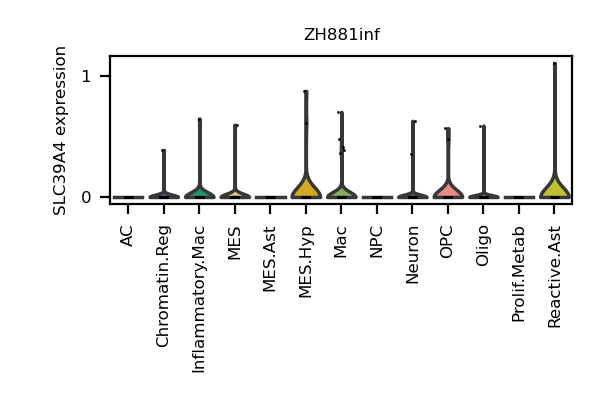 ZH881inf
SLC39A4 expression
1
0
AC
Chromatin.Reg
Inflammatory.Mac
MES
MES.Ast
MES.Hyp
Mac
NPC
Neuron
OPC
Oligo
Prolif.Metab
Reactive.Ast